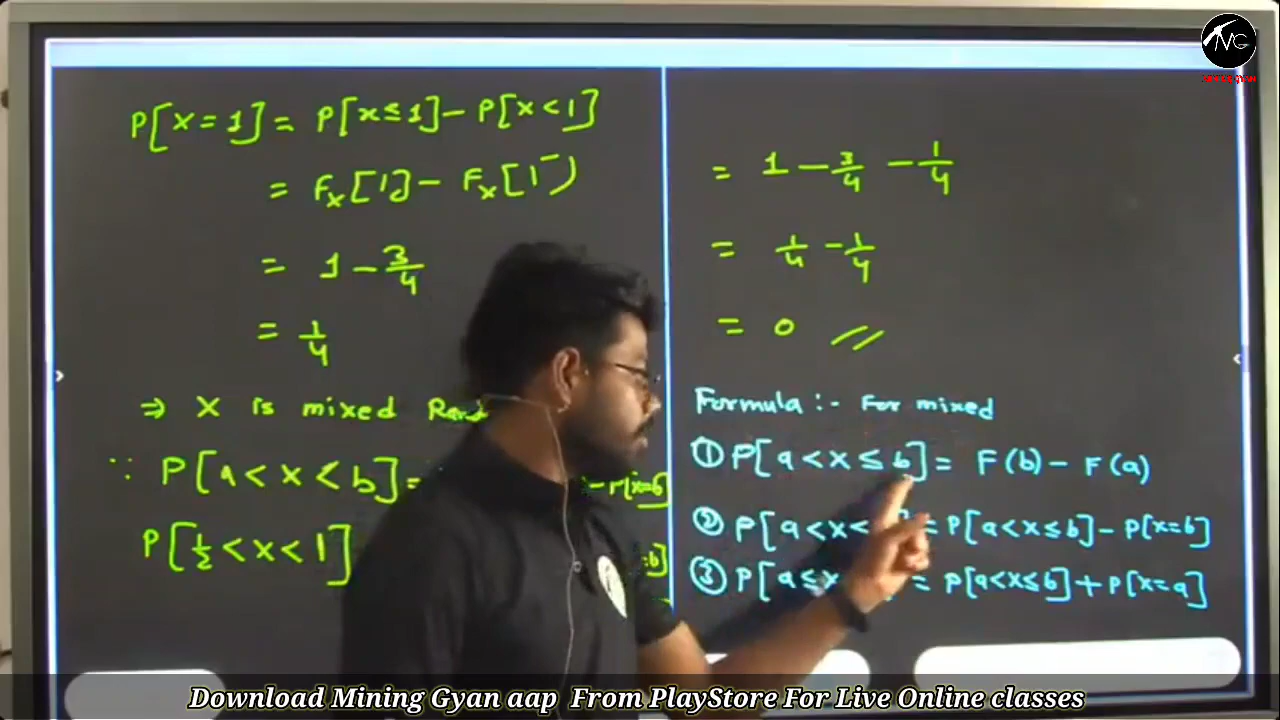 P[X=1] = P[X≤1] - P[X<1]
= Fx[1] - Fx[1⁻)
= 1 - 3/4
= 1/4
⇒ X is mixed
∵ P[a<x<b] =
P[1/2<x<1]
= 1 - 3/4 - 1/4
= 1/4 - 1/4
= 0 //
Formula :- For mixed
① P[a<x≤b] = F(b) - F(a)
② P[a<x< ] = P[a<x≤b] - P[x=b]
③ P[a≤x = P[a<x≤b] + P[x=a]
TVG
Download Mining Gyan aap From PlayStore For Live Online classes